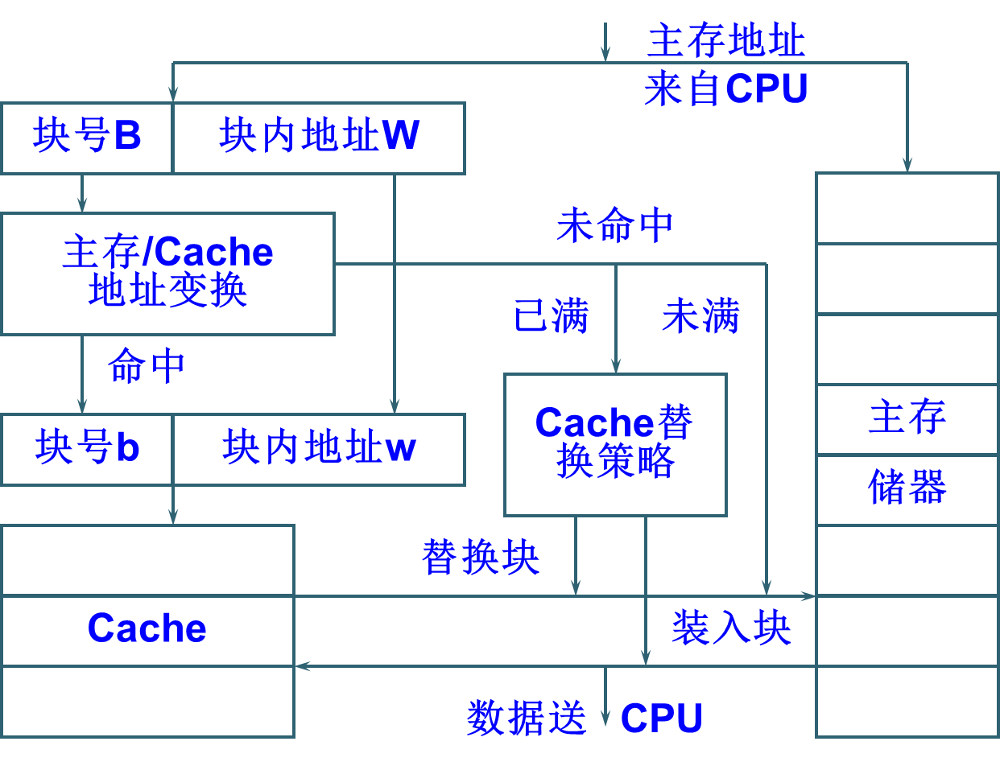 主存地址
来自CPU
块号B
块内地址W
主存/Cache
地址变换
未命中
已满
未满
命中
Cache替
换策略
主存
块号b
块内地址w
储器
替换块
Cache
装入块
数据送 CPU